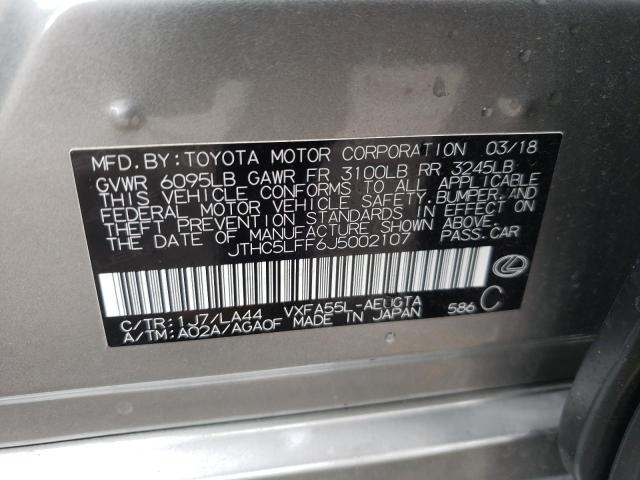 MFD. BY: TOYOTA MOTOR CORPORATION 03/18
GVWR 6095LB GAWR FR 3100LB RR 3245LB
THIS VEHICLE CONFORMS TO ALL APPLICABLE
FEDERAL MOTOR VEHICLE SAFETY, BUMPER, AND
THEFT PREVENTION STANDARDS IN EFFECT ON
THE DATE OF MANUFACTURE SHOWN ABOVE.
JTHC5LFF6J5002107 PASS. CAR
C/TR: 1J7/LA44 VXFA55L-AEUGTA
A/TM: A02A/AGA0F MADE IN JAPAN 586 C